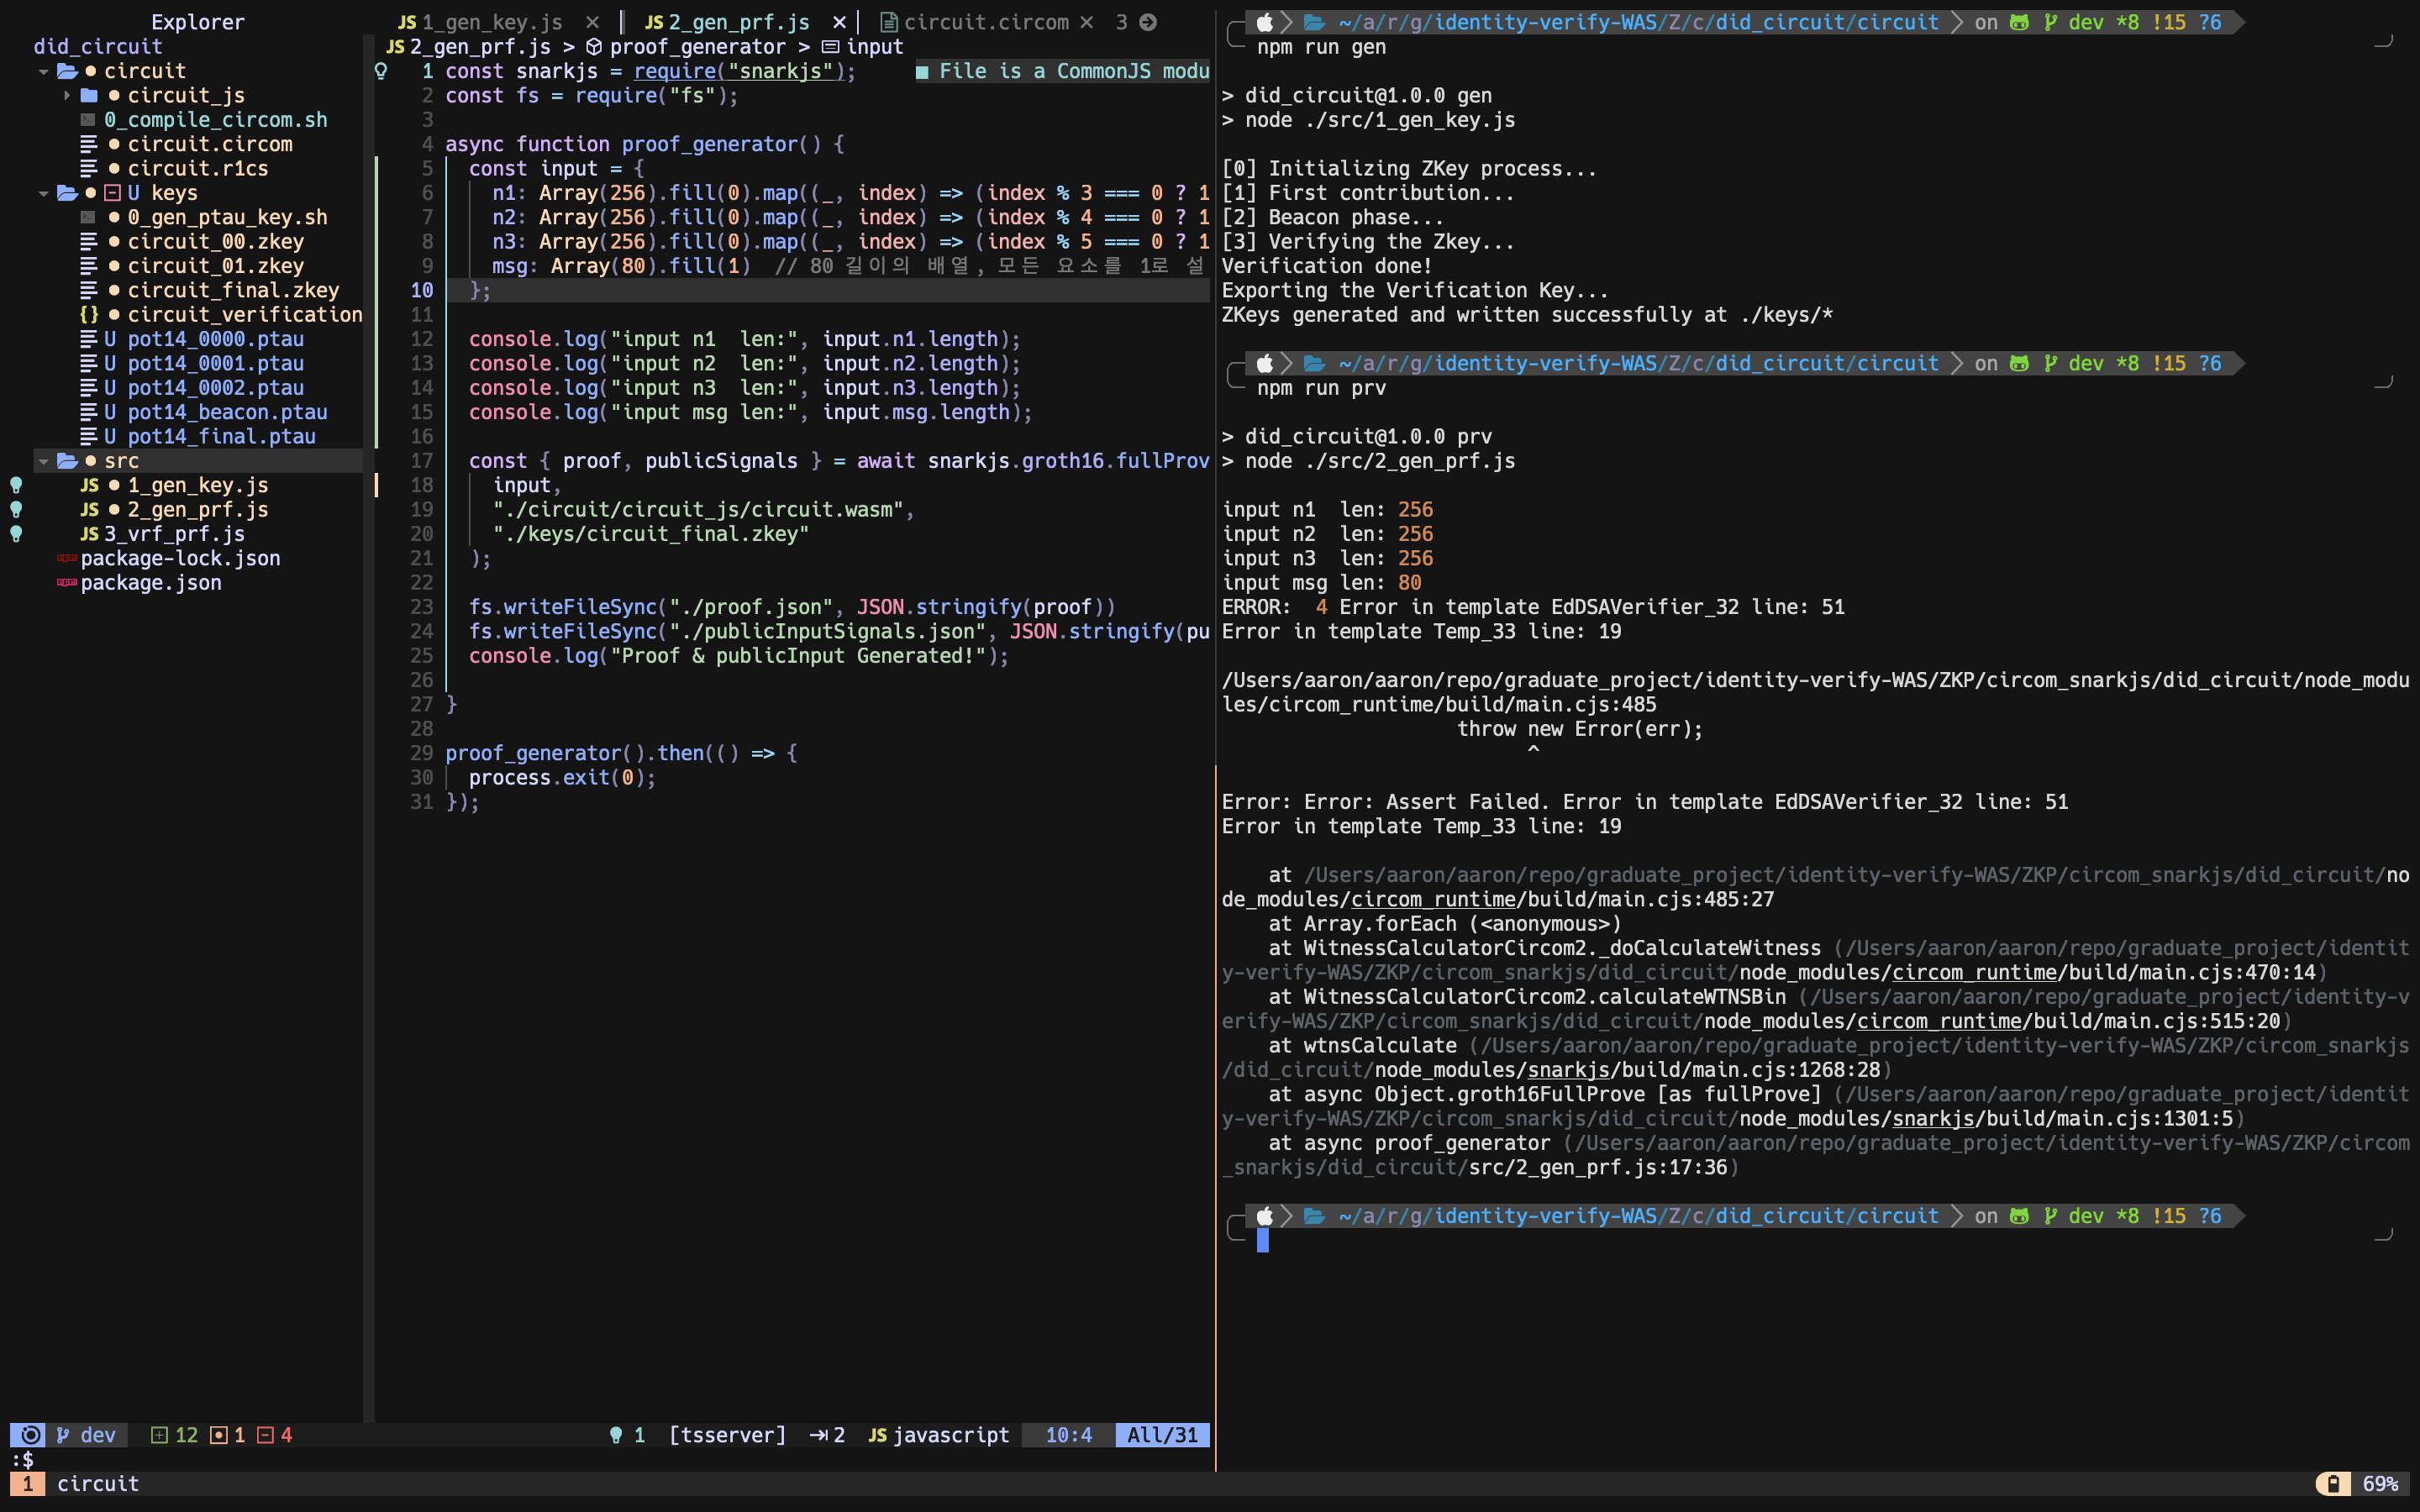 Explorer
did_circuit
circuit
circuit_js
0_compile_circom.sh
circuit.circom
circuit.r1cs
U keys
0_gen_ptau_key.sh
circuit_00.zkey
circuit_01.zkey
circuit_final.zkey
{} circuit_verification
U pot14_0000.ptau
U pot14_0001.ptau
U pot14_0002.ptau
U pot14_beacon.ptau
U pot14_final.ptau
src
JS 1_gen_key.js
JS 2_gen_prf.js
JS 3_vrf_prf.js
package-lock.json
package.json
JS 1_gen_key.js × JS 2_gen_prf.js × circuit.circom × 3
JS 2_gen_prf.js > proof_generator > input
1 const snarkjs = require("snarkjs"); ■ File is a CommonJS modu
2 const fs = require("fs");
3
4 async function proof_generator() {
5 const input = {
6 n1: Array(256).fill(0).map((_, index) => (index % 3 === 0 ? 1
7 n2: Array(256).fill(0).map((_, index) => (index % 4 === 0 ? 1
8 n3: Array(256).fill(0).map((_, index) => (index % 5 === 0 ? 1
9 msg: Array(80).fill(1) // 80 길이의 배열, 모든 요소를 1로 설
10 };
11
12 console.log("input n1  len:", input.n1.length);
13 console.log("input n2  len:", input.n2.length);
14 console.log("input n3  len:", input.n3.length);
15 console.log("input msg len:", input.msg.length);
16
17 const { proof, publicSignals } = await snarkjs.groth16.fullProv
18 input,
19 "./circuit/circuit_js/circuit.wasm",
20 "./keys/circuit_final.zkey"
21 );
22
23 fs.writeFileSync("./proof.json", JSON.stringify(proof))
24 fs.writeFileSync("./publicInputSignals.json", JSON.stringify(pu
25 console.log("Proof & publicInput Generated!");
26
27 }
28
29 proof_generator().then(() => {
30 process.exit(0);
31 });
dev 12 1 4 1 [tsserver] 2 JS javascript 10:4 All/31
:$
1 circuit
~/a/r/g/identity-verify-WAS/Z/c/did_circuit/circuit on dev *8 !15 ?6
npm run gen
> did_circuit@1.0.0 gen
> node ./src/1_gen_key.js
[0] Initializing ZKey process...
[1] First contribution...
[2] Beacon phase...
[3] Verifying the Zkey...
Verification done!
Exporting the Verification Key...
ZKeys generated and written successfully at ./keys/*
~/a/r/g/identity-verify-WAS/Z/c/did_circuit/circuit on dev *8 !15 ?6
npm run prv
> did_circuit@1.0.0 prv
> node ./src/2_gen_prf.js
input n1  len: 256
input n2  len: 256
input n3  len: 256
input msg len: 80
ERROR:  4 Error in template EdDSAVerifier_32 line: 51
Error in template Temp_33 line: 19
/Users/aaron/aaron/repo/graduate_project/identity-verify-WAS/ZKP/circom_snarkjs/did_circuit/node_modu
les/circom_runtime/build/main.cjs:485
throw new Error(err);
^
Error: Error: Assert Failed. Error in template EdDSAVerifier_32 line: 51
Error in template Temp_33 line: 19
at /Users/aaron/aaron/repo/graduate_project/identity-verify-WAS/ZKP/circom_snarkjs/did_circuit/no
de_modules/circom_runtime/build/main.cjs:485:27
at Array.forEach (<anonymous>)
at WitnessCalculatorCircom2._doCalculateWitness (/Users/aaron/aaron/repo/graduate_project/identit
y-verify-WAS/ZKP/circom_snarkjs/did_circuit/node_modules/circom_runtime/build/main.cjs:470:14)
at WitnessCalculatorCircom2.calculateWTNSBin (/Users/aaron/aaron/repo/graduate_project/identity-v
erify-WAS/ZKP/circom_snarkjs/did_circuit/node_modules/circom_runtime/build/main.cjs:515:20)
at wtnsCalculate (/Users/aaron/aaron/repo/graduate_project/identity-verify-WAS/ZKP/circom_snarkjs
/did_circuit/node_modules/snarkjs/build/main.cjs:1268:28)
at async Object.groth16FullProve [as fullProve] (/Users/aaron/aaron/repo/graduate_project/identit
y-verify-WAS/ZKP/circom_snarkjs/did_circuit/node_modules/snarkjs/build/main.cjs:1301:5)
at async proof_generator (/Users/aaron/aaron/repo/graduate_project/identity-verify-WAS/ZKP/circom
_snarkjs/did_circuit/src/2_gen_prf.js:17:36)
~/a/r/g/identity-verify-WAS/Z/c/did_circuit/circuit on dev *8 !15 ?6
69%